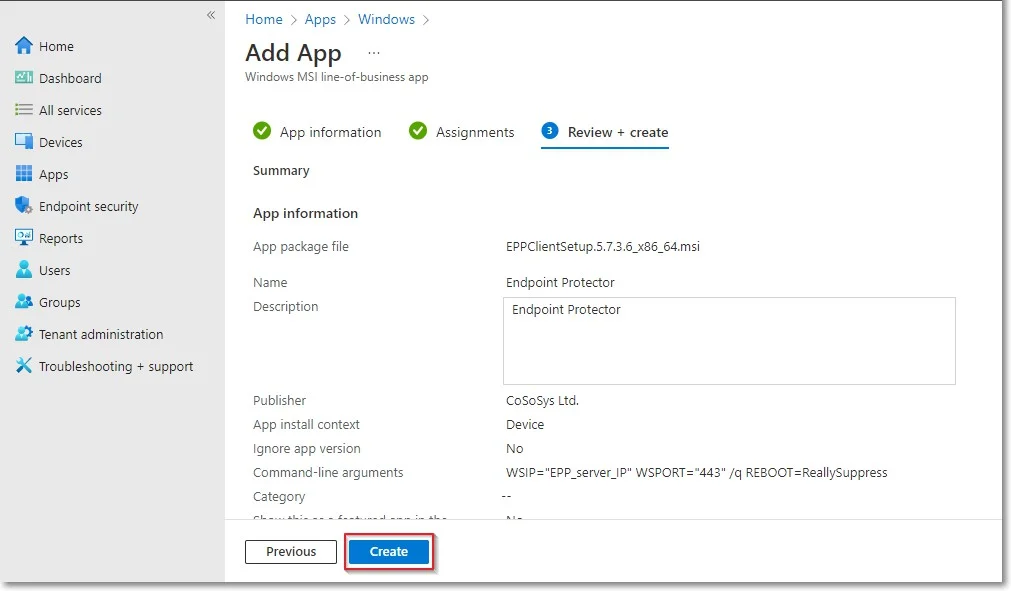 «
Home
Dashboard
All services
Devices
Apps
Endpoint security
Reports
Users
Groups
Tenant administration
Troubleshooting + support
Home > Apps > Windows >
Add App ...
Windows MSI line-of-business app
App information Assignments 3 Review + create
Summary
App information
App package file EPPClientSetup.5.7.3.6_x86_64.msi
Name Endpoint Protector
Description Endpoint Protector
Publisher CoSoSys Ltd.
App install context Device
Ignore app version No
Command-line arguments WSIP="EPP_server_IP" WSPORT="443" /q REBOOT=ReallySuppress
Category --
Show this as a featured app in the No
Previous Create